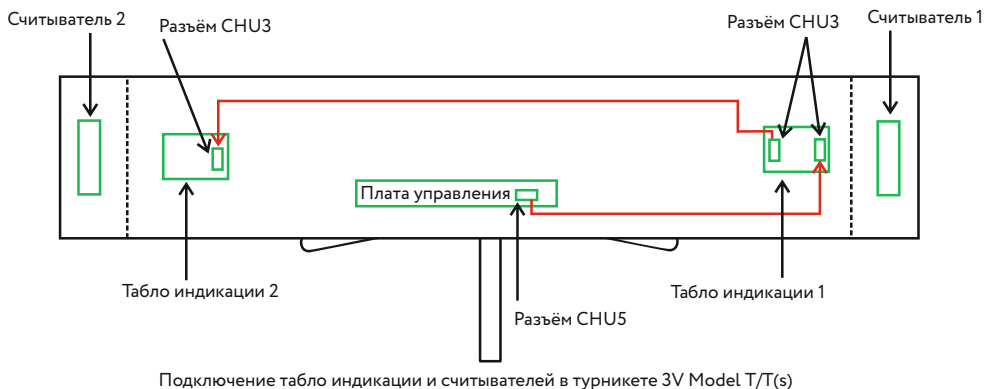 Считыватель 2
Разъём CHU3
Разъём CHU3
Считыватель 1
Плата управления
Табло индикации 2
Табло индикации 1
Разъём CHU5
Подключение табло индикации и считывателей в турникете 3V Model T/T(s)